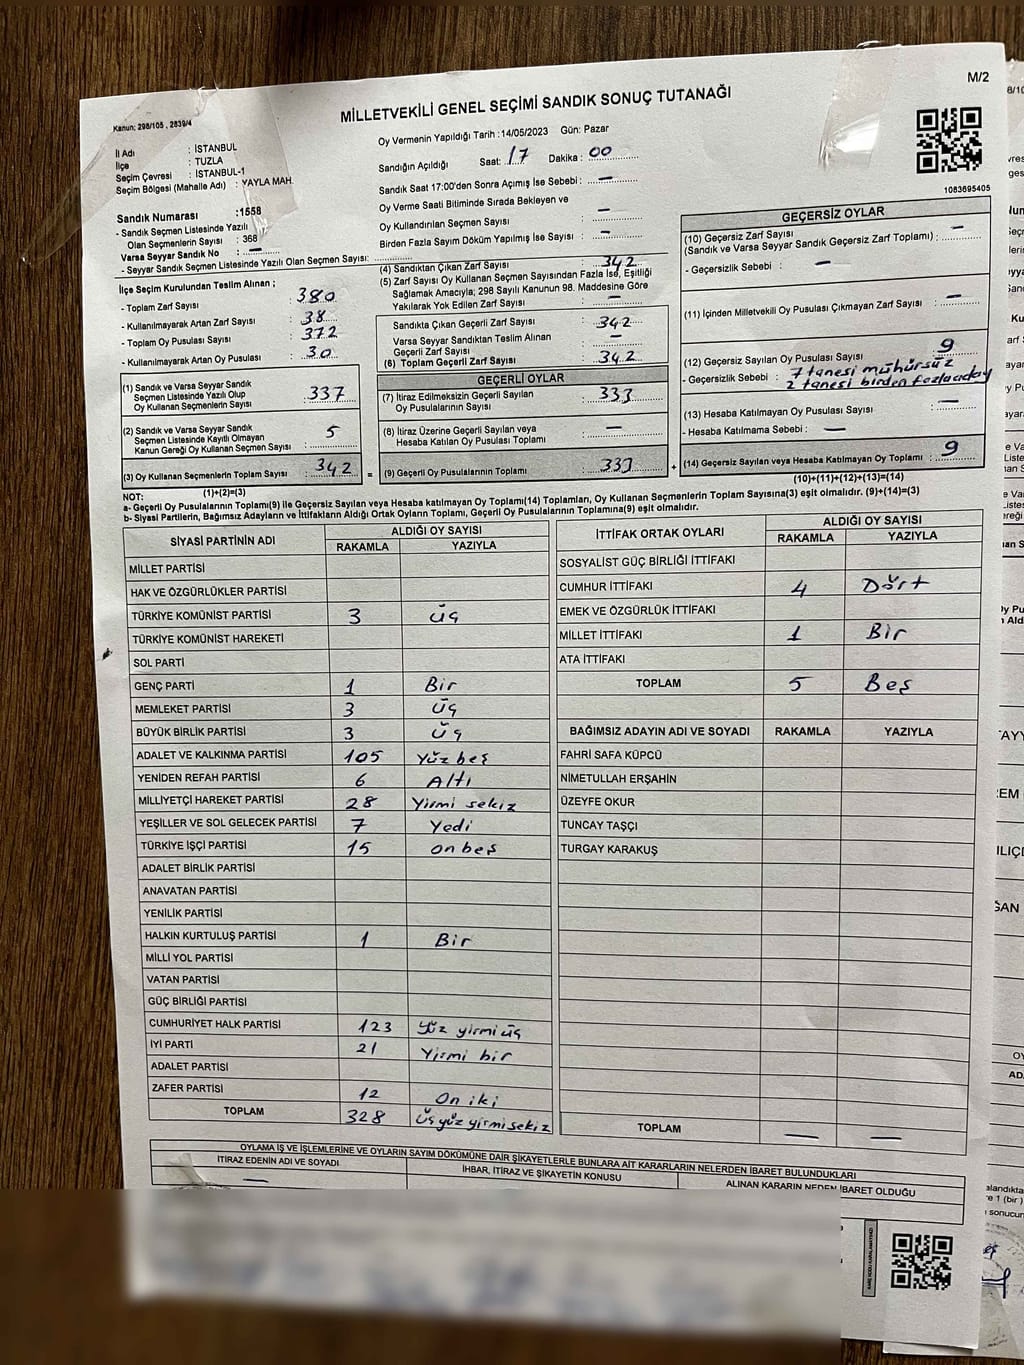 M/2
MİLLETVEKİLİ GENEL SEÇİMİ SANDIK SONUÇ TUTANAĞI
Kanun: 298/105 , 2839/4
İl Adı : İSTANBUL
İlçe : TUZLA
Seçim Çevresi : İSTANBUL-1
Seçim Bölgesi (Mahalle Adı) : YAYLA MAH.
Sandık Numarası :1558
- Sandık Seçmen Listesinde Yazılı
Olan Seçmenlerin Sayısı : 368
Varsa Seyyar Sandık No : —
- Seyyar Sandık Seçmen Listesinde Yazılı Olan Seçmen Sayısı:
Oy Vermenin Yapıldığı Tarih :14/05/2023 Gün: Pazar
Sandığın Açıldığı Saat: 17 Dakika : 00
Sandık Saat 17:00'den Sonra Açımış İse Sebebi : —
Oy Verme Saati Bitiminde Sırada Bekleyen ve
Oy Kullandırılan Seçmen Sayısı : —
Birden Fazla Sayım Döküm Yapılmış İse Sayısı : —
1083695405
İlçe Seçim Kurulundan Teslim Alınan ;
- Toplam Zarf Sayısı : 380
- Kullanılmayarak Artan Zarf Sayısı : 38
- Toplam Oy Pusulası Sayısı : 372
- Kullanılmayarak Artan Oy Pusulası : 30
(1) Sandık ve Varsa Seyyar Sandık
Seçmen Listesinde Yazılı Olup
Oy Kullanan Seçmenlerin Sayısı : 337
(2) Sandık ve Varsa Seyyar Sandık
Seçmen Listesinde Kayıtlı Olmayan
Kanun Gereği Oy Kullanan Seçmen Sayısı : 5
(3) Oy Kullanan Seçmenlerin Toplam Sayısı : 342 =
(1)+(2)=(3)
(4) Sandıktan Çıkan Zarf Sayısı : 342
(5) Zarf Sayısı Oy Kullanan Seçmen Sayısından Fazla İse, Eşitliği
Sağlamak Amacıyla; 298 Sayılı Kanunun 98. Maddesine Göre
Yakılarak Yok Edilen Zarf Sayısı : —
Sandıkta Çıkan Geçerli Zarf Sayısı : 342
Varsa Seyyar Sandıktan Teslim Alınan
Geçerli Zarf Sayısı : —
(6) Toplam Geçerli Zarf Sayısı : 342
GEÇERLİ OYLAR
(7) İtiraz Edilmeksizin Geçerli Sayılan
Oy Pusulalarının Sayısı : 333
(8) İtiraz Üzerine Geçerli Sayılan veya
Hesaba Katılan Oy Pusulası Toplamı : —
(9) Geçerli Oy Pusulalarının Toplamı : 333 +
GEÇERSİZ OYLAR
(10) Geçersiz Zarf Sayısı
(Sandık ve Varsa Seyyar Sandık Geçersiz Zarf Toplamı) : —
- Geçersizlik Sebebi : —
(11) İçinden Milletvekili Oy Pusulası Çıkmayan Zarf Sayısı : —
(12) Geçersiz Sayılan Oy Pusulası Sayısı : 9
- Geçersizlik Sebebi : 7 tanesi mühürsüz
2 tanesi birden fazla aday
(13) Hesaba Katılmayan Oy Pusulası Sayısı : —
- Hesaba Katılmama Sebebi : —
(14) Geçersiz Sayılan veya Hesaba Katılmayan Oy Toplamı : 9
(10)+(11)+(12)+(13)=(14)
NOT:
a- Geçerli Oy Pusulalarının Toplamı(9) ile Geçersiz Sayılan veya Hesaba katılmayan Oy Toplamı(14) Toplamları, Oy Kullanan Seçmenlerin Toplam Sayısına(3) eşit olmalıdır. (9)+(14)=(3)
b- Siyasi Partilerin, Bağımsız Adayların ve İttifakların Aldığı Ortak Oyların Toplamı, Geçerli Oy Pusulalarının Toplamına(9) eşit olmalıdır.
SİYASİ PARTİNİN ADI ALDIĞI OY SAYISI
RAKAMLA YAZIYLA
MİLLET PARTİSİ
HAK VE ÖZGÜRLÜKLER PARTİSİ
TÜRKİYE KOMÜNİST PARTİSİ 3 üç
TÜRKİYE KOMÜNİST HAREKETİ
SOL PARTİ
GENÇ PARTİ 1 Bir
MEMLEKET PARTİSİ 3 Üç
BÜYÜK BİRLİK PARTİSİ 3 Üç
ADALET VE KALKINMA PARTİSİ 105 Yüz beş
YENİDEN REFAH PARTİSİ 6 Altı
MİLLİYETÇİ HAREKET PARTİSİ 28 Yirmi sekiz
YEŞİLLER VE SOL GELECEK PARTİSİ 7 Yedi
TÜRKİYE İŞÇİ PARTİSİ 15 on beş
ADALET BİRLİK PARTİSİ
ANAVATAN PARTİSİ
YENİLİK PARTİSİ
HALKIN KURTULUŞ PARTİSİ 1 Bir
MİLLİ YOL PARTİSİ
VATAN PARTİSİ
GÜÇ BİRLİĞİ PARTİSİ
CUMHURİYET HALK PARTİSİ 123 Yüz yirmi üç
İYİ PARTİ 21 Yirmi bir
ADALET PARTİSİ
ZAFER PARTİSİ 12 On iki
TOPLAM 328 Üçyüz yirmisekiz
İTTİFAK ORTAK OYLARI ALDIĞI OY SAYISI
RAKAMLA YAZIYLA
SOSYALİST GÜÇ BİRLİĞİ İTTİFAKI
CUMHUR İTTİFAKI 4 Dört
EMEK VE ÖZGÜRLÜK İTTİFAKI
MİLLET İTTİFAKI 1 Bir
ATA İTTİFAKI
TOPLAM 5 Beş
BAĞIMSIZ ADAYIN ADI VE SOYADI RAKAMLA YAZIYLA
FAHRİ SAFA KÜPCÜ
NİMETULLAH ERŞAHİN
ÜZEYFE OKUR
TUNCAY TAŞÇI
TURGAY KARAKUŞ
TOPLAM — —
OYLAMA İŞ VE İŞLEMLERİNE VE OYLARIN SAYIM DÖKÜMÜNE DAİR ŞİKAYETLERLE BUNLARA AİT KARARLARIN NELERDEN İBARET BULUNDUKLARI
İTİRAZ EDENİN ADI VE SOYADI İHBAR, İTİRAZ VE ŞİKAYETİN KONUSU ALINAN KARARIN NEDEN İBARET OLDUĞU
—